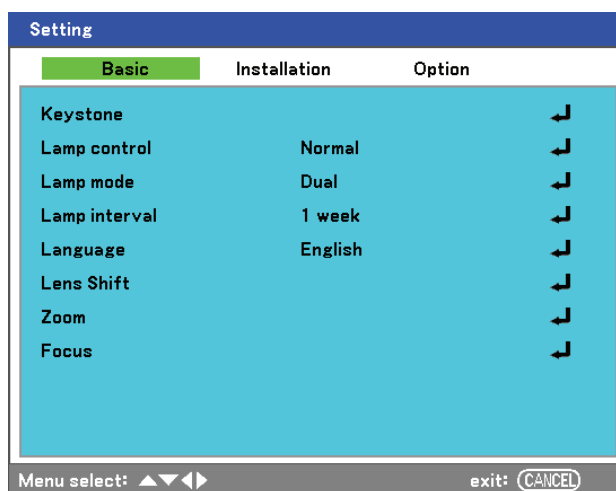 Setting
Basic Installation Option
Keystone
Lamp control Normal
Lamp mode Dual
Lamp interval 1 week
Language English
Lens Shift
Zoom
Focus
Menu select: ▲▼◀▶ exit: CANCEL